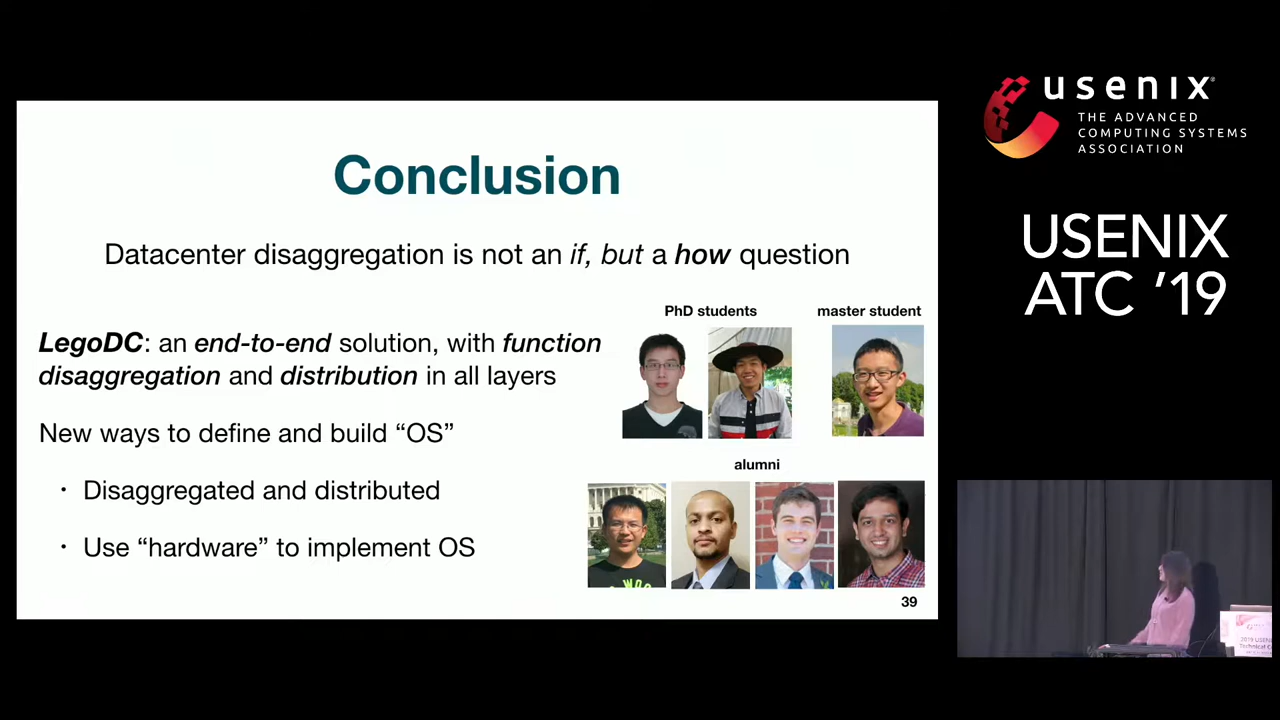 Conclusion
Datacenter disaggregation is not an if, but a how question
LegoDC: an end-to-end solution, with function
disaggregation and distribution in all layers
New ways to define and build “OS”
• Disaggregated and distributed
• Use “hardware” to implement OS
PhD students
master student
alumni
39
usenix
THE ADVANCED
COMPUTING SYSTEMS
ASSOCIATION
USENIX
ATC ’19